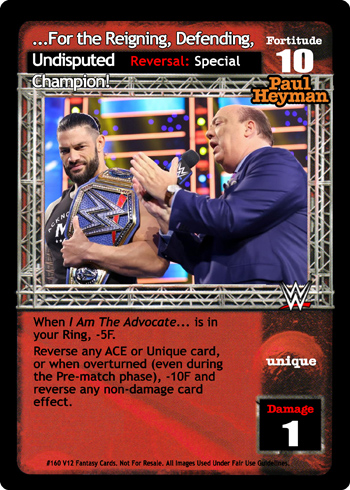 ...For the Reigning, Defending,
Undisputed Reversal: Special
Champion!
Fortitude
10
Paul
Heyman
W
When I Am The Advocate... is in
your Ring, -5F.
Reverse any ACE or Unique card,
or when overturned (even during
the Pre-match phase), -10F and
reverse any non-damage card
effect.
unique
Damage
1
#160 V12 Fantasy Cards. Not For Resale. All Images Used Under Fair Use Guidelines.